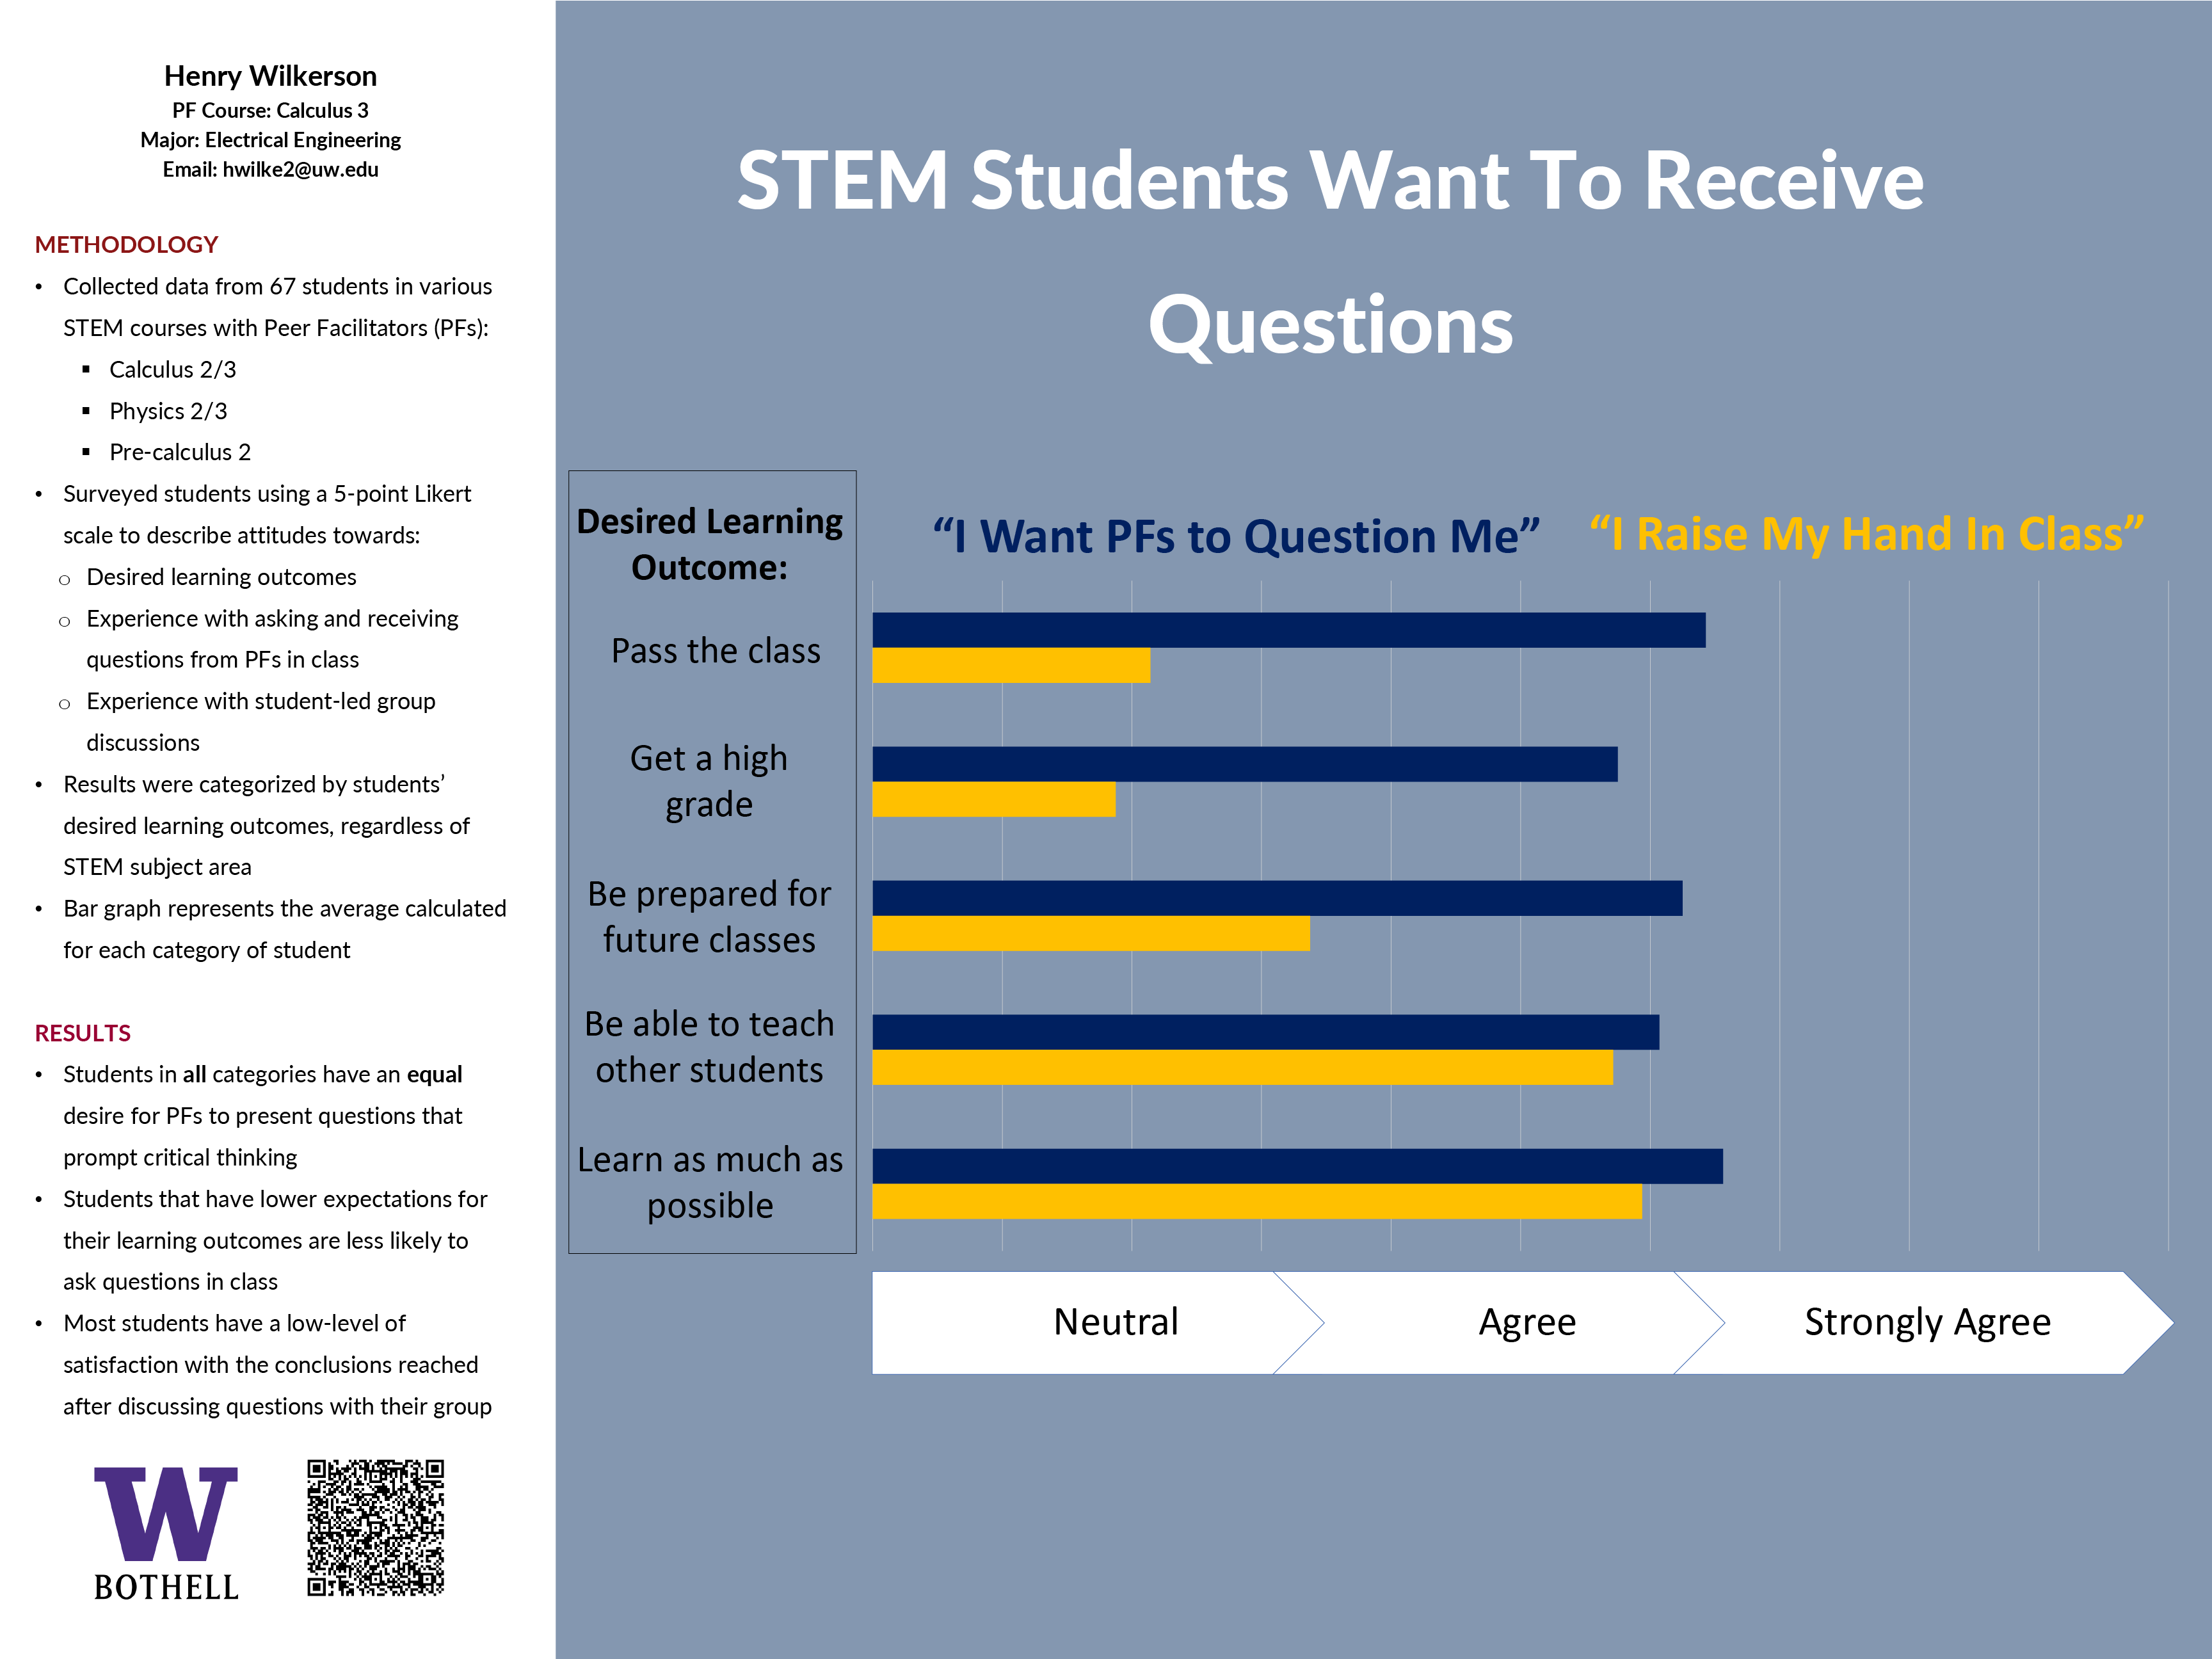 Henry Wilkerson
PF Course: Calculus 3
Major: Electrical Engineering
Email: hwilke2@uw.edu
METHODOLOGY
• Collected data from 67 students in various
STEM courses with Peer Facilitators (PFs):
▪ Calculus 2/3
▪ Physics 2/3
▪ Pre-calculus 2
• Surveyed students using a 5-point Likert
scale to describe attitudes towards:
o Desired learning outcomes
o Experience with asking and receiving
questions from PFs in class
o Experience with student-led group
discussions
• Results were categorized by students’
desired learning outcomes, regardless of
STEM subject area
• Bar graph represents the average calculated
for each category of student
RESULTS
• Students in all categories have an equal
desire for PFs to present questions that
prompt critical thinking
• Students that have lower expectations for
their learning outcomes are less likely to
ask questions in class
• Most students have a low-level of
satisfaction with the conclusions reached
after discussing questions with their group
W
BOTHELL
STEM Students Want To Receive
Questions
Desired Learning
Outcome:
“I Want PFs to Question Me”
“I Raise My Hand In Class”
Pass the class
Get a high
grade
Be prepared for
future classes
Be able to teach
other students
Learn as much as
possible
Neutral
Agree
Strongly Agree